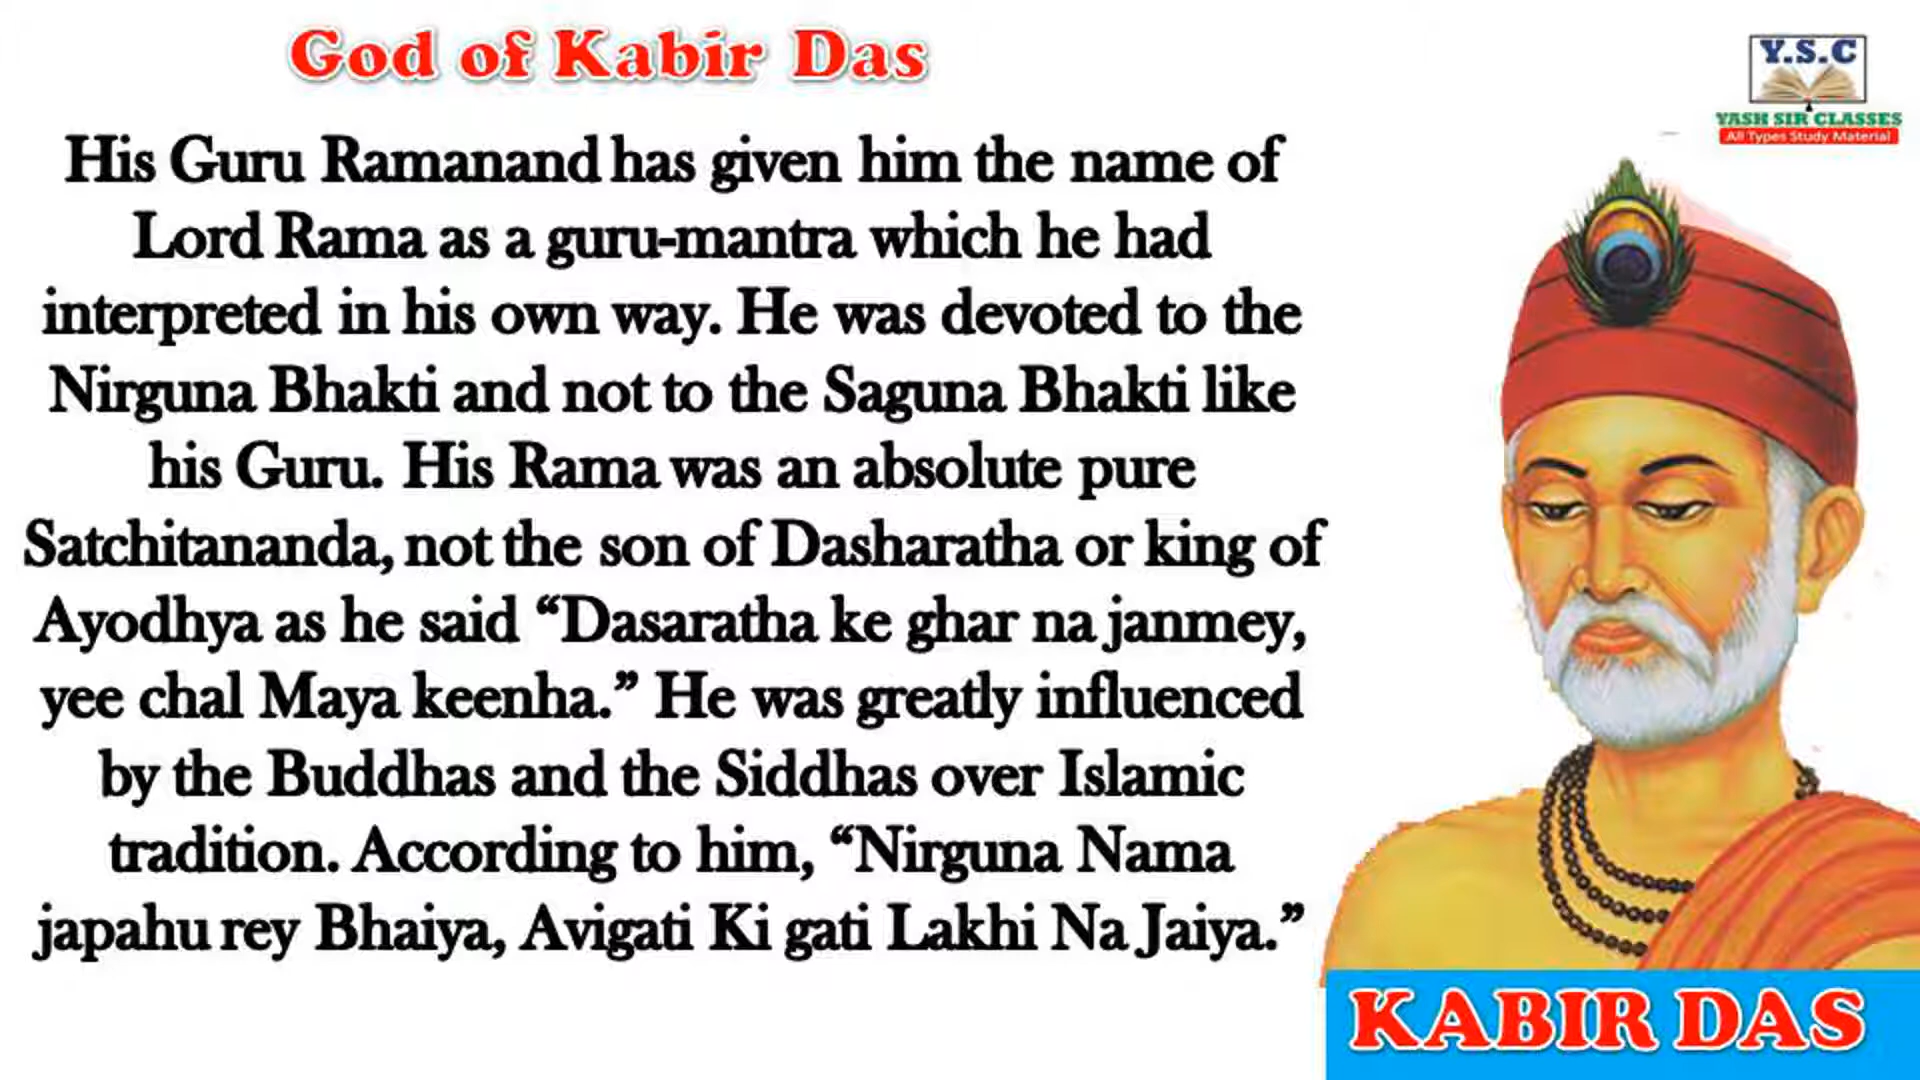 God of Kabir Das
Y.S.C
YASH SIR CLASSES
All Types Study Material
His Guru Ramanand has given him the name of
Lord Rama as a guru-mantra which he had
interpreted in his own way. He was devoted to the
Nirguna Bhakti and not to the Saguna Bhakti like
his Guru. His Rama was an absolute pure
Satchitananda, not the son of Dasharatha or king of
Ayodhya as he said “Dasaratha ke ghar na janmey,
yee chal Maya keenha.” He was greatly influenced
by the Buddhas and the Siddhas over Islamic
tradition. According to him, “Nirguna Nama
japahu rey Bhaiya, Avigati Ki gati Lakhi Na Jaiya.”
KABIR DAS